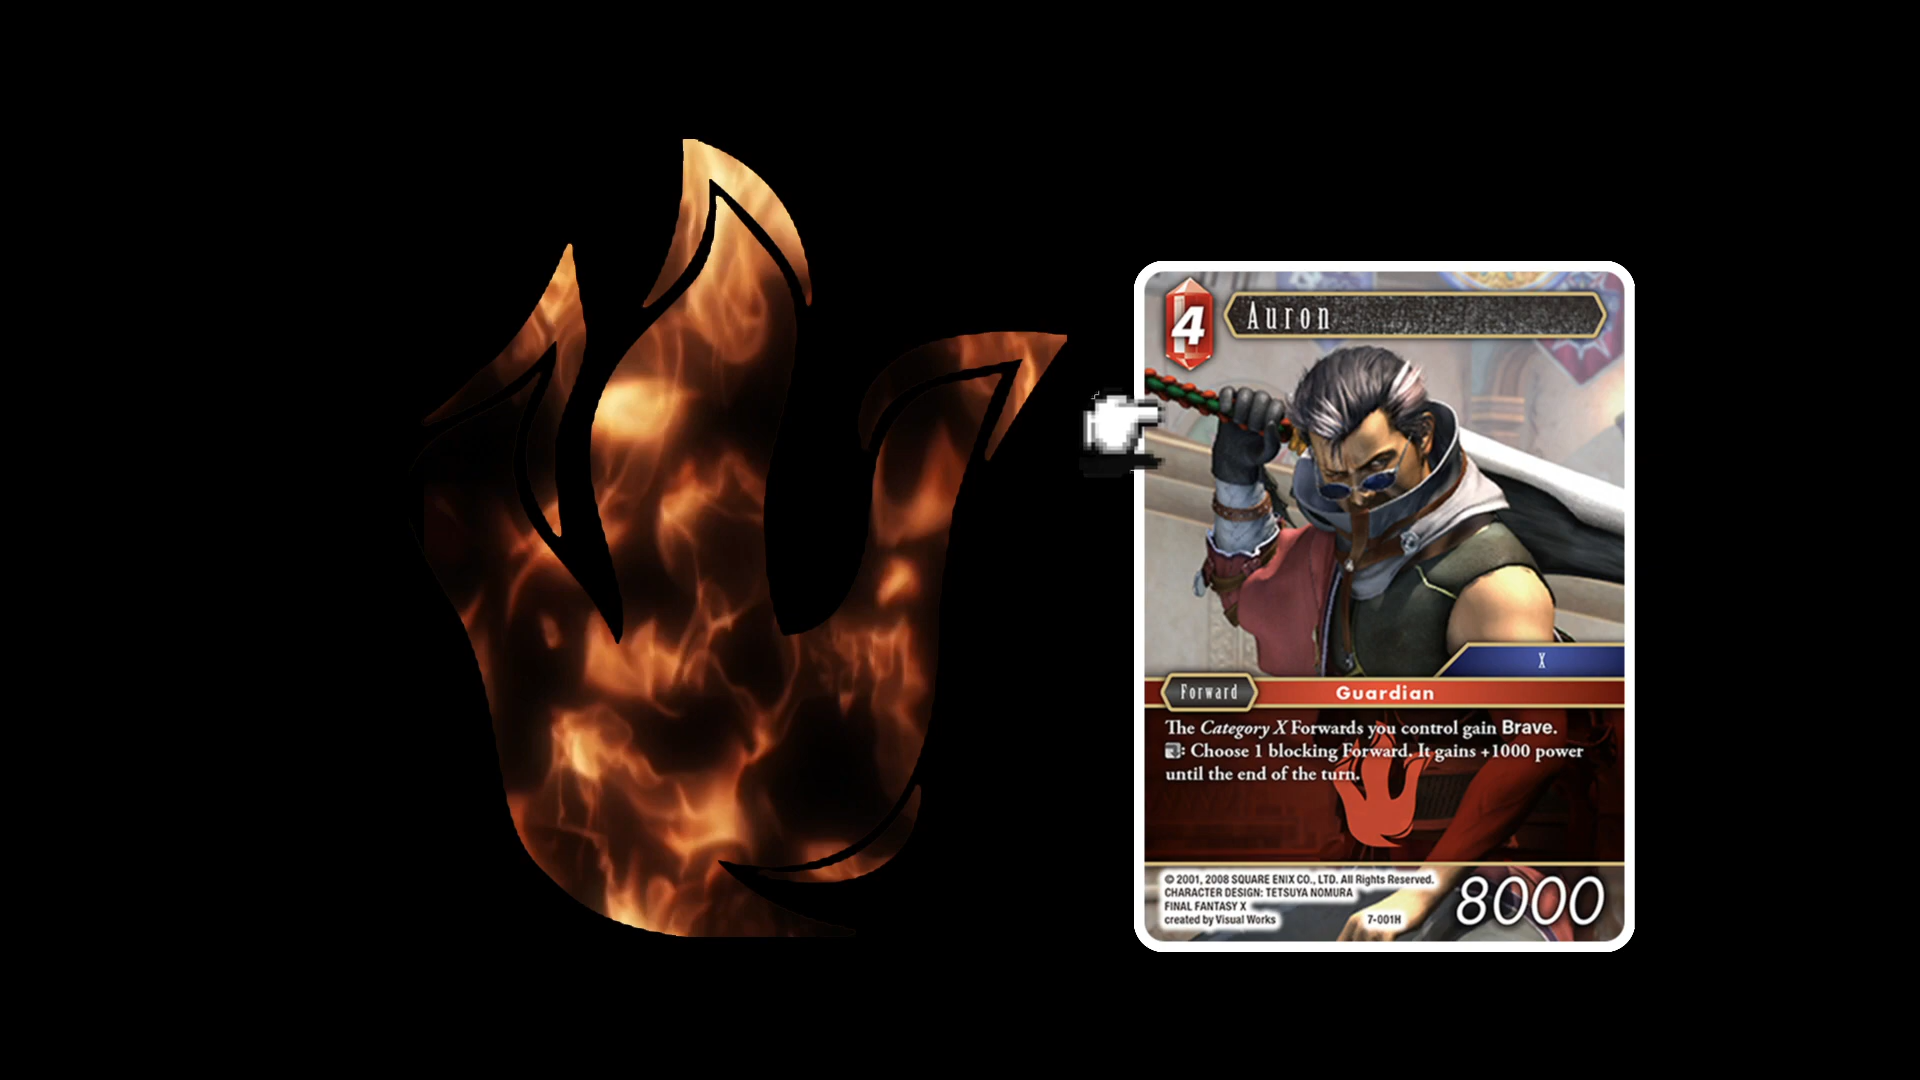 4
Auron
X
Forward
Guardian
The Category X Forwards you control gain Brave.
: Choose 1 blocking Forward. It gains +1000 power
until the end of the turn.
© 2001, 2008 SQUARE ENIX CO., LTD. All Rights Reserved.
CHARACTER DESIGN: TETSUYA NOMURA
FINAL FANTASY X
created by Visual Works
7-001H
8000